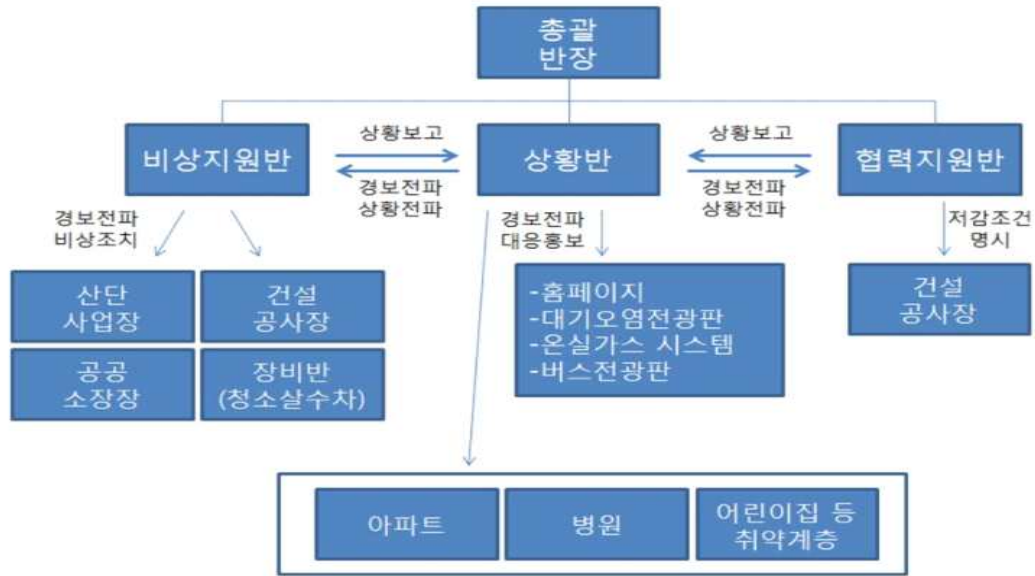 총괄
반장
비상지원반
상황보고
경보전파
상황전파
상황반
상황보고
경보전파
상황전파
협력지원반
경보전파
비상조치
경보전파
대응홍보
저감조건
명시
산단
사업장
건설
공사장
공공
소장장
장비반
(청소살수차)
-홈페이지
-대기오염전광판
-온실가스 시스템
-버스전광판
건설
공사장
아파트
병원
어린이집 등
취약계층